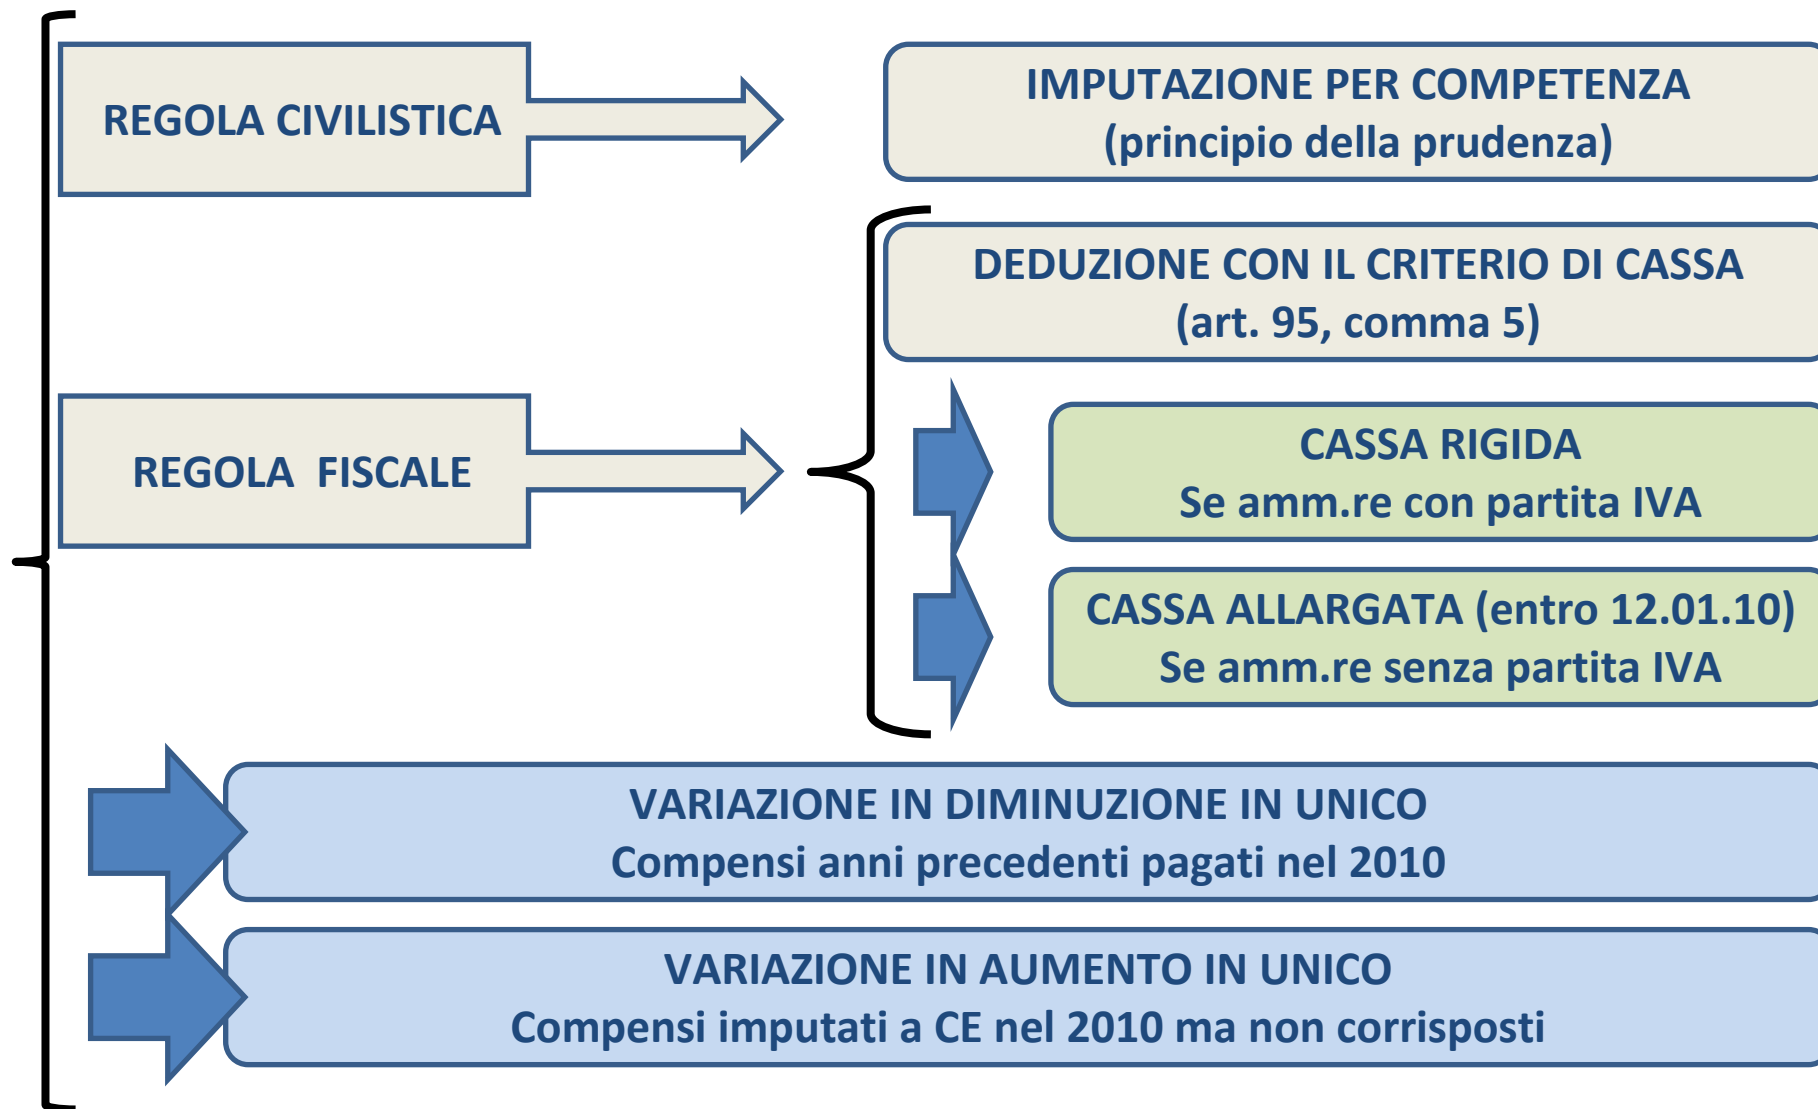 REGOLA CIVILISTICA
IMPUTAZIONE PER COMPETENZA
(principio della prudenza)
DEDUZIONE CON IL CRITERIO DI CASSA
(art. 95, comma 5)
REGOLA FISCALE
CASSA RIGIDA
Se amm.re con partita IVA
CASSA ALLARGATA (entro 12.01.10)
Se amm.re senza partita IVA
VARIAZIONE IN DIMINUZIONE IN UNICO
Compensi anni precedenti pagati nel 2010
VARIAZIONE IN AUMENTO IN UNICO
Compensi imputati a CE nel 2010 ma non corrisposti